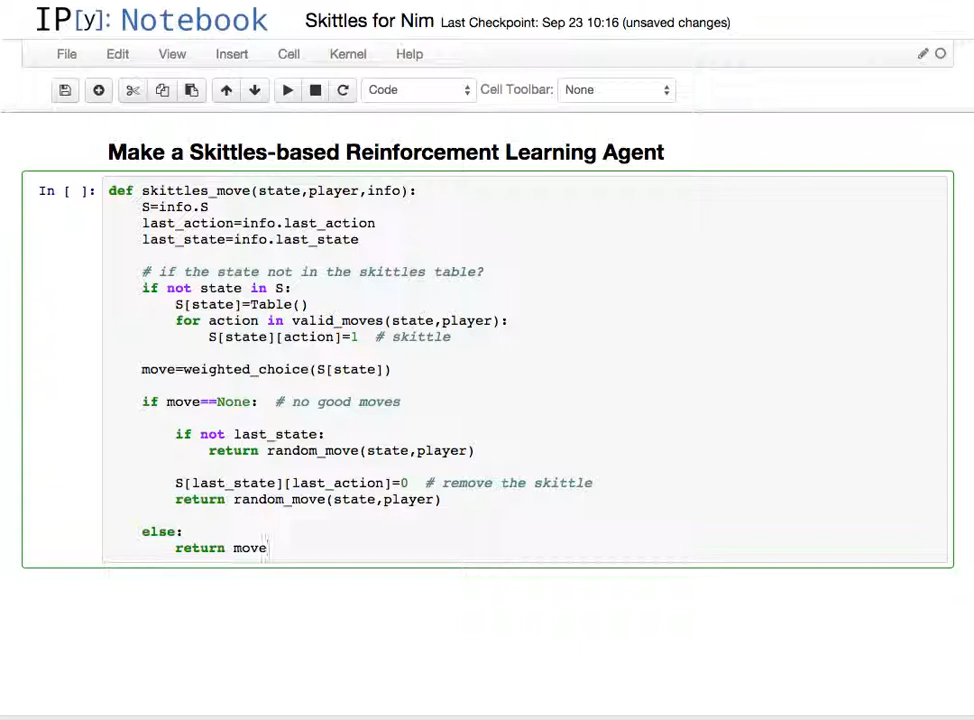 IP[y]: Notebook Skittles for Nim Last Checkpoint: Sep 23 10:16 (unsaved changes)
File Edit View Insert Cell Kernel Help
Code Cell Toolbar: None
Make a Skittles-based Reinforcement Learning Agent
In [ ]: def skittles_move(state,player,info):
    S=info.S
    last_action=info.last_action
    last_state=info.last_state
    # if the state not in the skittles table?
    if not state in S:
        S[state]=Table()
        for action in valid_moves(state,player):
            S[state][action]=1  # skittle
    move=weighted_choice(S[state])
    if move==None:  # no good moves
        if not last_state:
            return random_move(state,player)
        S[last_state][last_action]=0  # remove the skittle
        return random_move(state,player)
    else:
        return move